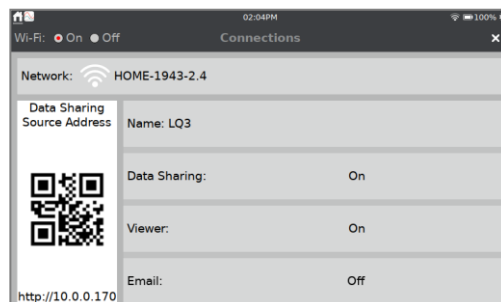 02:04PM
100%
Wi-Fi: On Off
Connections
×
Network: HOME-1943-2.4
Data Sharing
Source Address
http://10.0.0.170
Name: LQ3
Data Sharing: On
Viewer: On
Email: Off